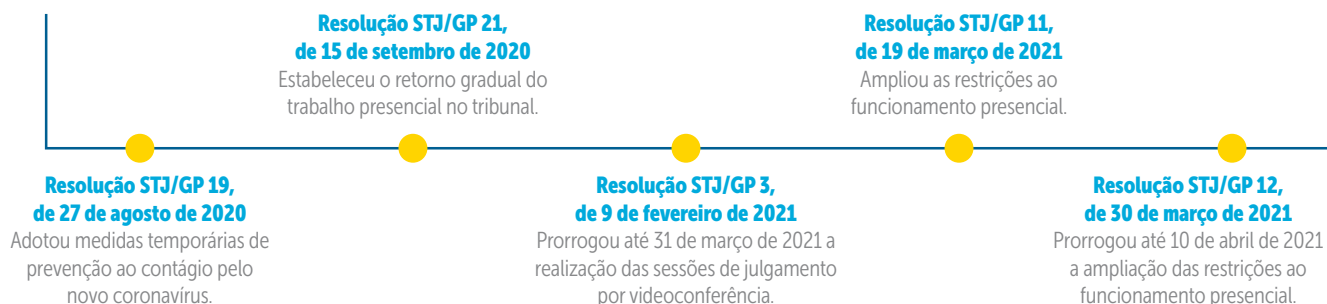 Resolução STJ/GP 19,
de 27 de agosto de 2020
Adotou medidas temporárias de
prevenção ao contágio pelo
novo coronavírus.
Resolução STJ/GP 21,
de 15 de setembro de 2020
Estabeleceu o retorno gradual do
trabalho presencial no tribunal.
Resolução STJ/GP 3,
de 9 de fevereiro de 2021
Prorrogou até 31 de março de 2021 a
realização das sessões de julgamento
por videoconferência.
Resolução STJ/GP 11,
de 19 de março de 2021
Ampliou as restrições ao
funcionamento presencial.
Resolução STJ/GP 12,
de 30 de março de 2021
Prorrogou até 10 de abril de 2021
a ampliação das restrições ao
funcionamento presencial.